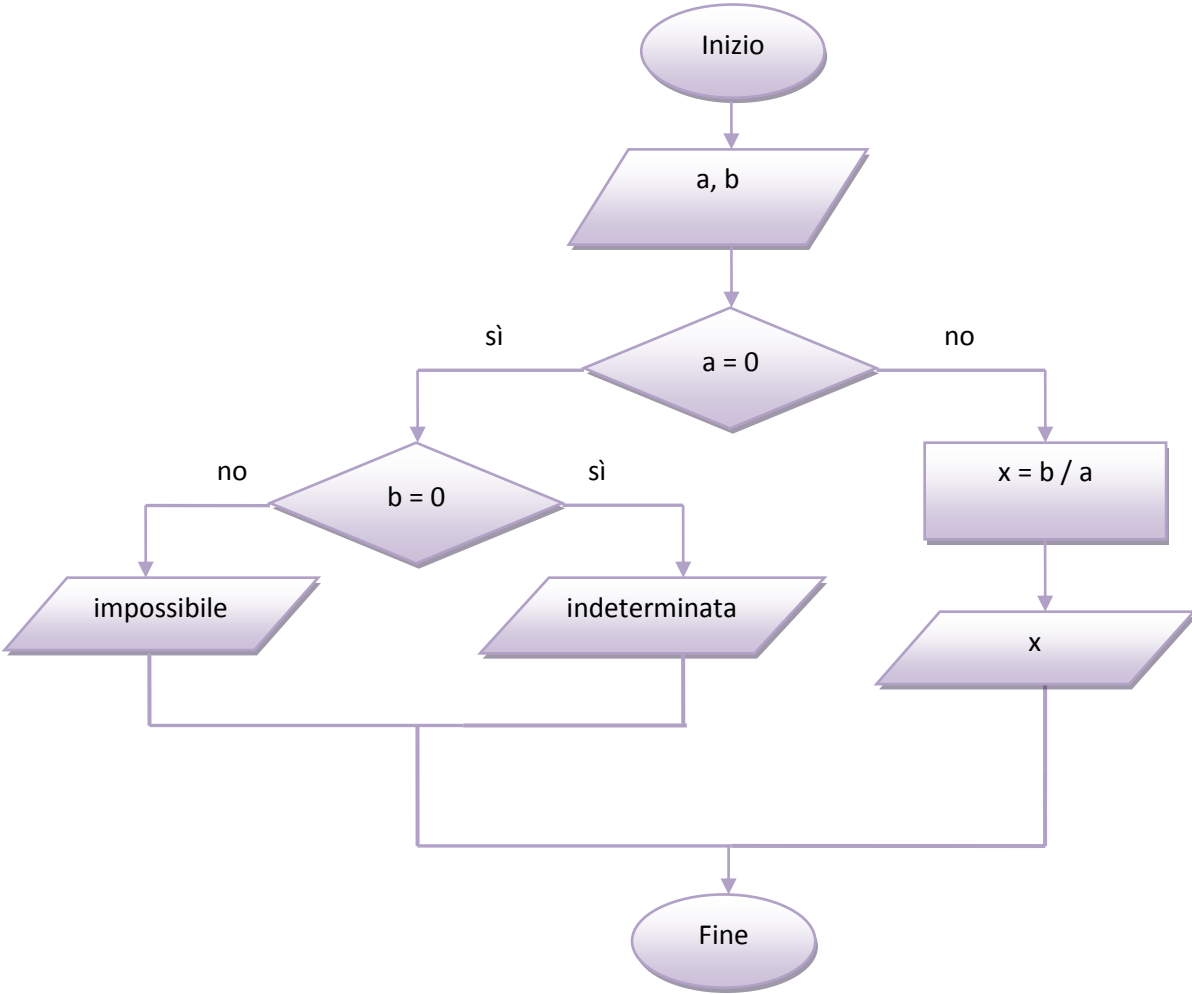 Inizio
a, b
sì
no
a = 0
no
sì
b = 0
x = b / a
impossibile
indeterminata
x
Fine